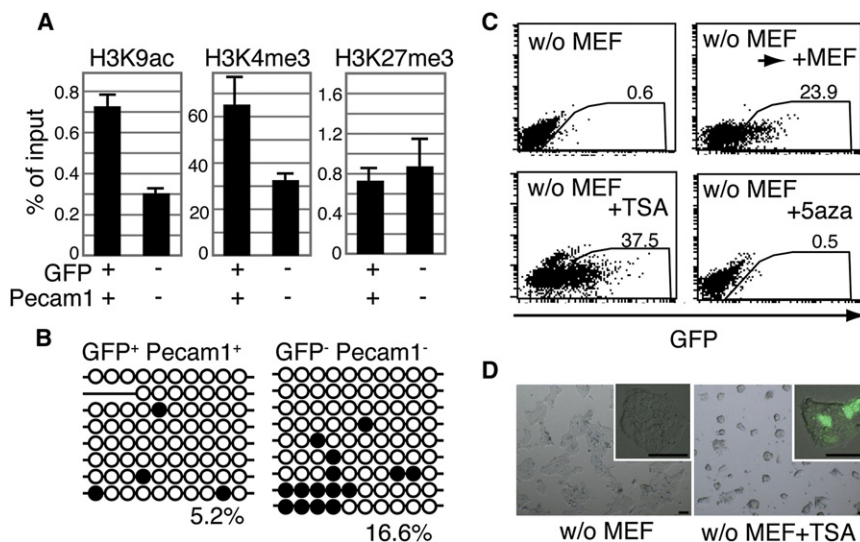 A
H3K9ac
H3K4me3
H3K27me3
% of input
0.8
0.6
0.4
0.2
0
60
40
20
0
1.6
1.2
0.8
0.4
0
GFP + - + - + -
Pecam1 + - + - + -
B
GFP+ Pecam1+
GFP- Pecam1-
5.2%
16.6%
C
w/o MEF
0.6
w/o MEF
+MEF
23.9
w/o MEF
+TSA
37.5
w/o MEF
+5aza
0.5
GFP
D
w/o MEF
w/o MEF+TSA